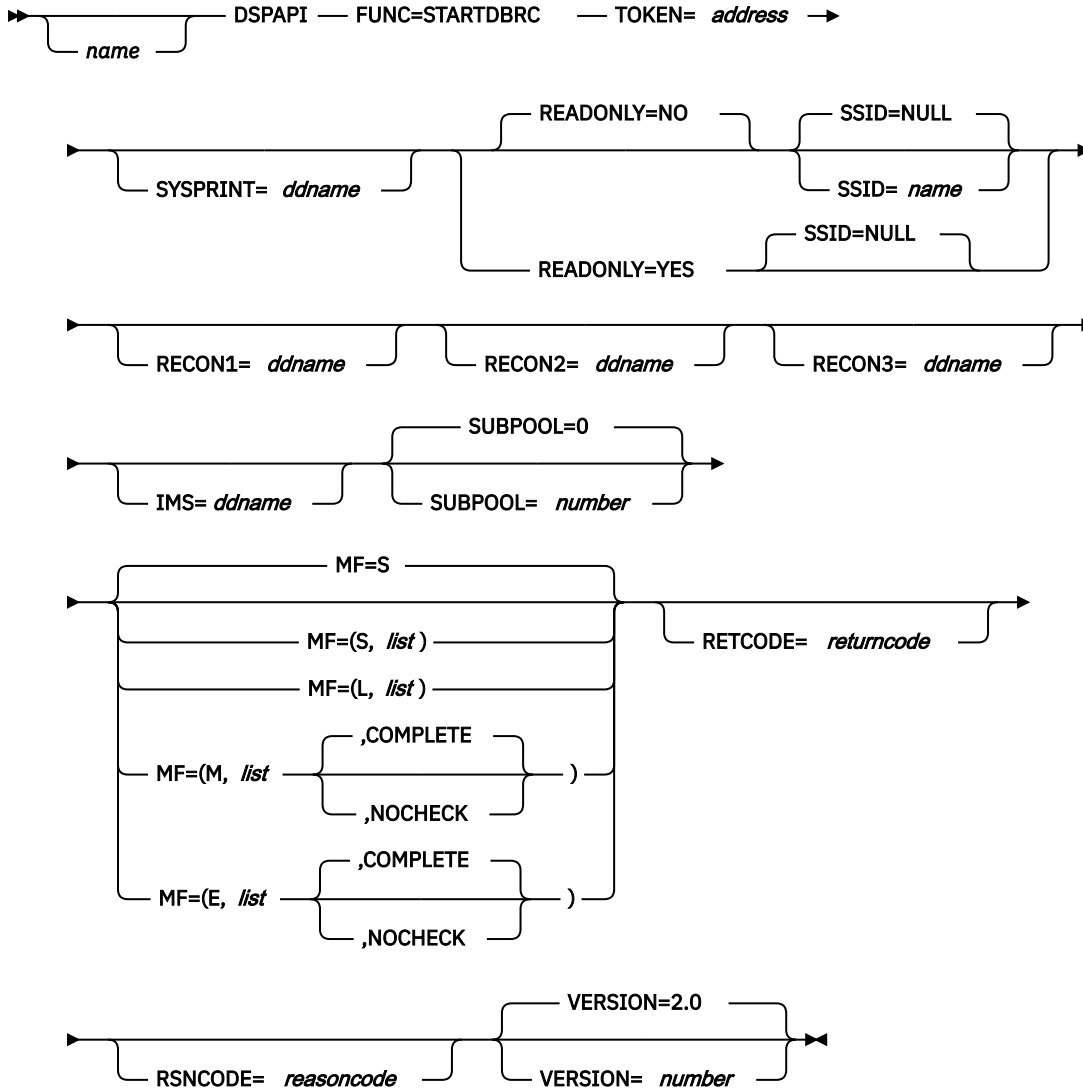 DSPAPI FUNC=STARTDBRC TOKEN= address
name
READONLY=NO SSID=NULL
SYSPRINT= ddname SSID= name
SSID=NULL
READONLY=YES
RECON1= ddname RECON2= ddname RECON3= ddname
SUBPOOL=0
IMS= ddname SUBPOOL= number
MF=S
MF=(S, list )
RETCODE= returncode
MF=(L, list )
,COMPLETE
MF=(M, list )
,NOCHECK
,COMPLETE
MF=(E, list )
,NOCHECK
VERSION=2.0
RSNCODE= reasoncode VERSION= number